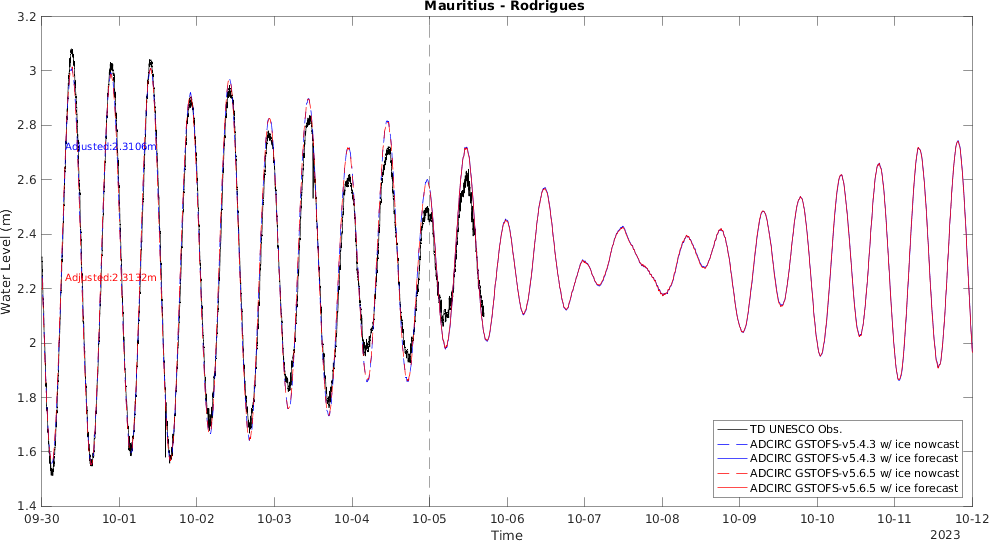 Mauritius - Rodrigues
3.2
3
2.8
2.6
2.4
2.2
2
1.8
1.6
1.4
Water Level (m)
Adjusted:2.3106m
Adjusted:2.3132m
TD UNESCO Obs.
ADCIRC GSTOFS-v5.4.3 w/ ice nowcast
ADCIRC GSTOFS-v5.4.3 w/ ice forecast
ADCIRC GSTOFS-v5.6.5 w/ ice nowcast
ADCIRC GSTOFS-v5.6.5 w/ ice forecast
09-30 10-01 10-02 10-03 10-04 10-05 10-06 10-07 10-08 10-09 10-10 10-11 10-12
Time
2023